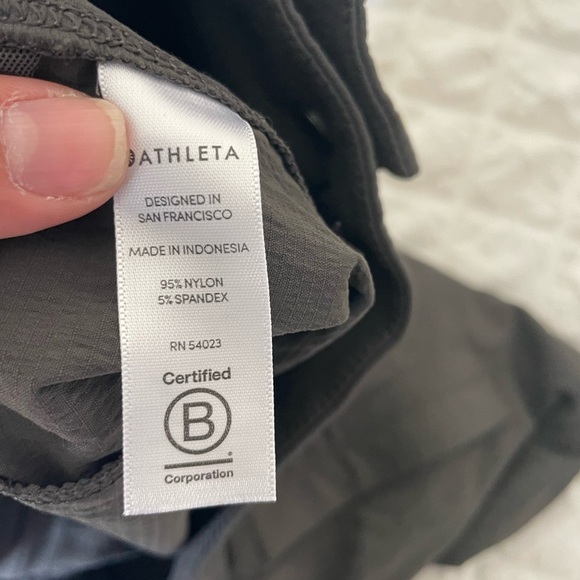 ATHLETA
DESIGNED IN
SAN FRANCISCO
MADE IN INDONESIA
95% NYLON
5% SPANDEX
RN 54023
Certified
B
Corporation